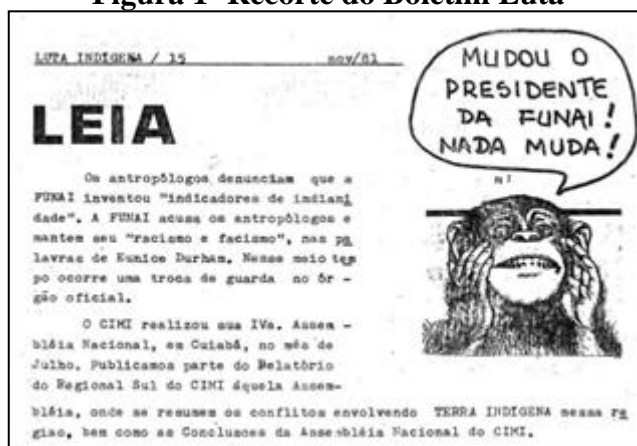 Figura 1- Recorte do Boletim Luta
LUTA INDÍGENA / 15 nov/81
LEIA
MUDOU O
PRESIDENTE
DA FUNAI!
NADA MUDA!
Os antropólogos denunciam que a
FUNAI inventou "indicadores de indiani
dade". A FUNAI acusa os antropólogos e
mantem seu "racismo e facismo", nas pa
lavras de Eunice Durham. Nesse meio tem
po ocorre uma troca de guarda no ór -
gão oficial.
O CIMI realizou sua IVa. Assem -
bléia Nacional, em Cuiabá, no mês de
Julho. Publicamos parte do Relatório
do Regional Sul do CIMI àquela Assem-
bléia, onde se resumem os conflitos envolvendo TERRA INDÍGENA nessa re
giao, bem como as Conclusoes da Assembléia Nacional do CIMI.